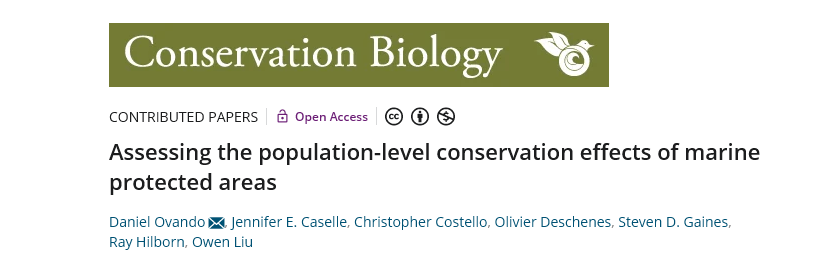 Conservation Biology
CONTRIBUTED PAPERS Open Access
Assessing the population-level conservation effects of marine
protected areas
Daniel Ovando, Jennifer E. Caselle, Christopher Costello, Olivier Deschenes, Steven D. Gaines,
Ray Hilborn, Owen Liu